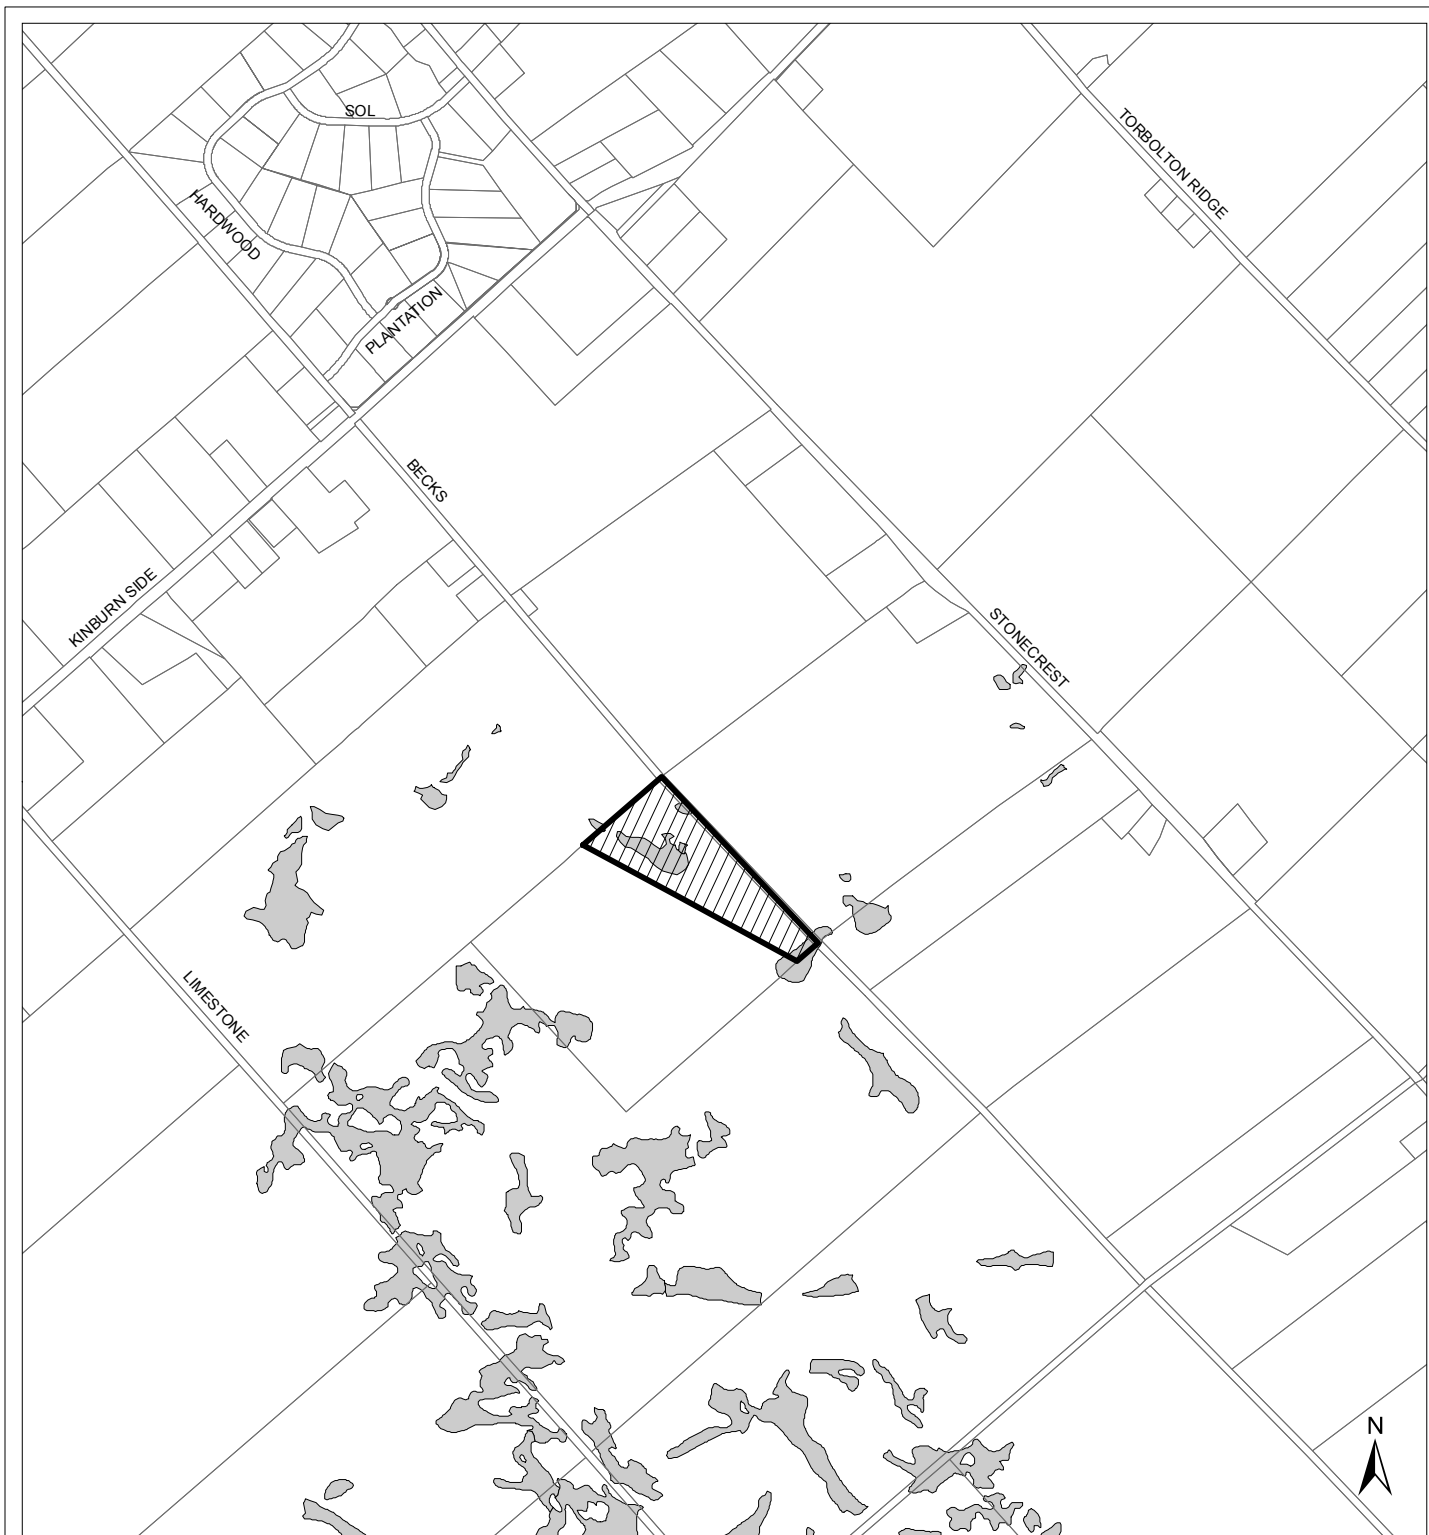 SOL
TORBOLTON RIDGE
HARDWOOD
PLANTATION
BECKS
KINBURN SIDE
STONECREST
LIMESTONE
N